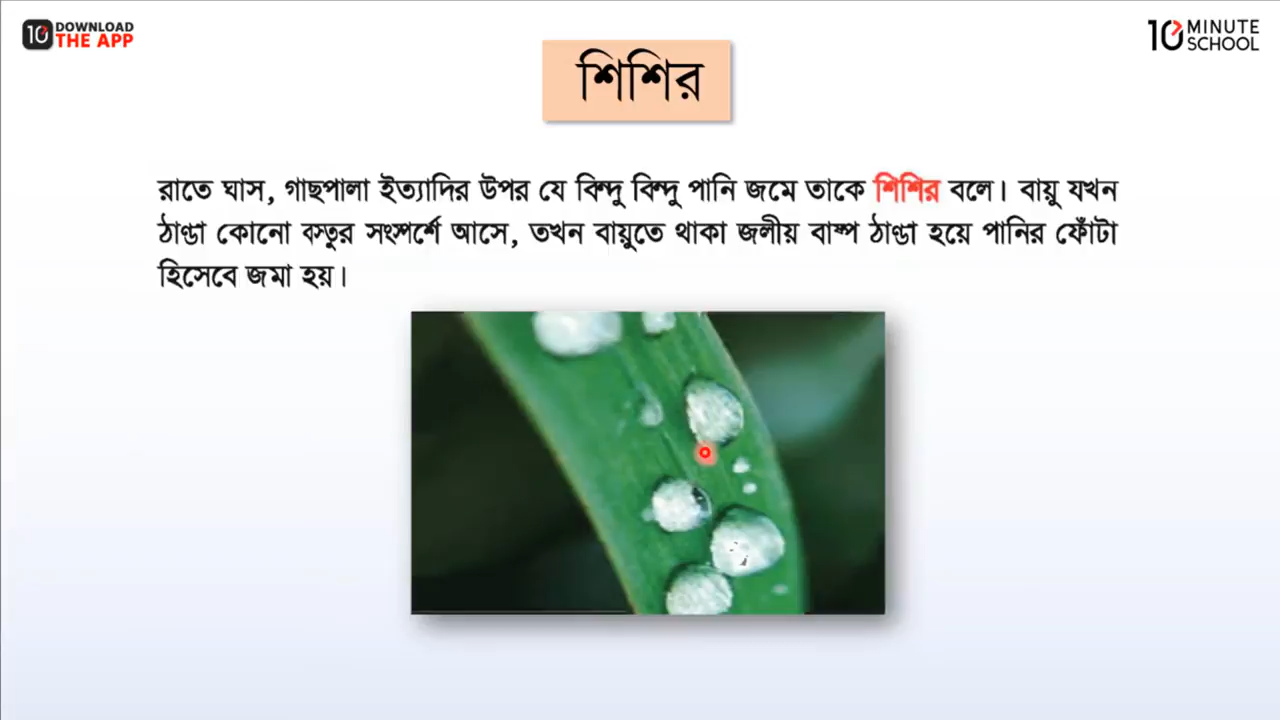 DOWNLOAD
THE APP
10 MINUTE
SCHOOL
শিশির
রাতে ঘাস, গাছপালা ইত্যাদির উপর যে বিন্দু বিন্দু পানি জমে তাকে শিশির বলে। বায়ু যখন
ঠাণ্ডা কোনো বস্তুর সংস্পর্শে আসে, তখন বায়ুতে থাকা জলীয় বাষ্প ঠাণ্ডা হয়ে পানির ফোঁটা
হিসেবে জমা হয়।